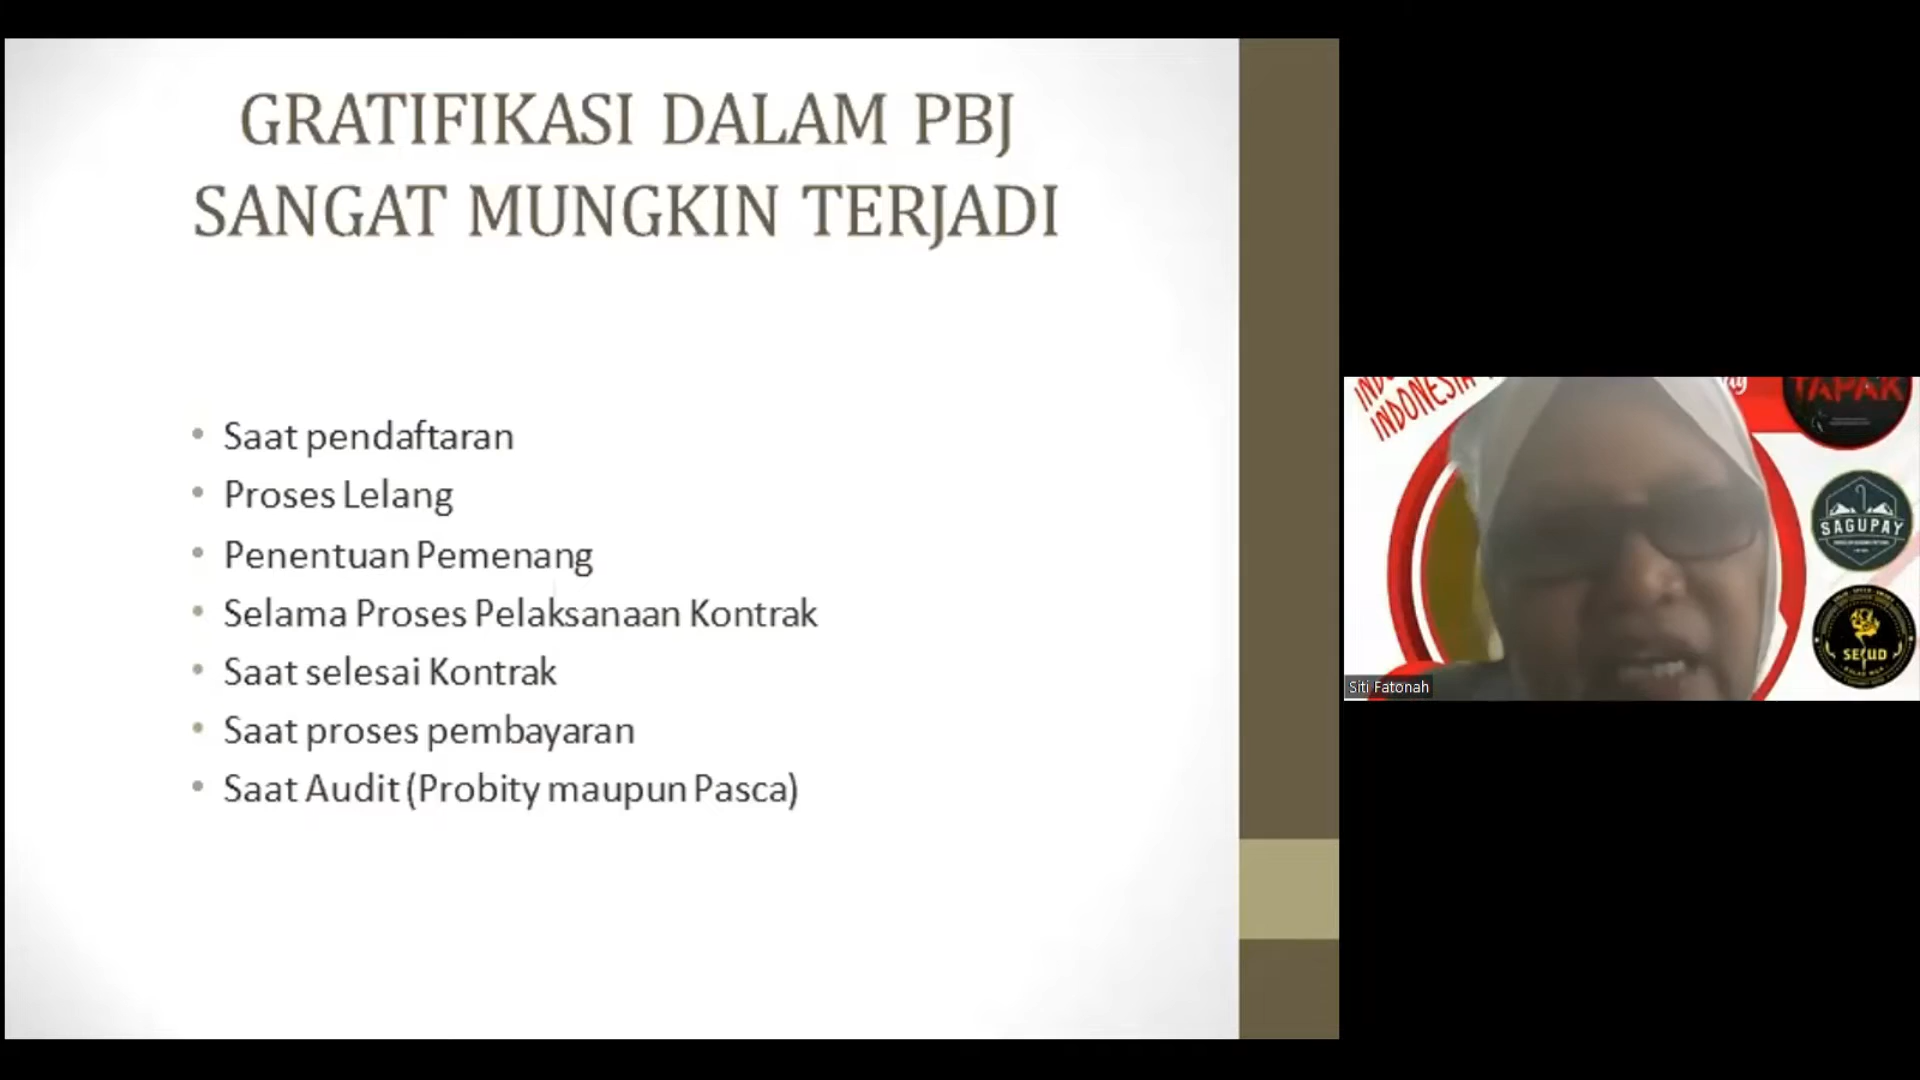 GRATIFIKASI DALAM PBJ
SANGAT MUNGKIN TERJADI
• Saat pendaftaran
• Proses Lelang
• Penentuan Pemenang
• Selama Proses Pelaksanaan Kontrak
• Saat selesai Kontrak
• Saat proses pembayaran
• Saat Audit (Probity maupun Pasca)
INDONESIA
TAPAK
SAGUPAY
Siti Fatonah